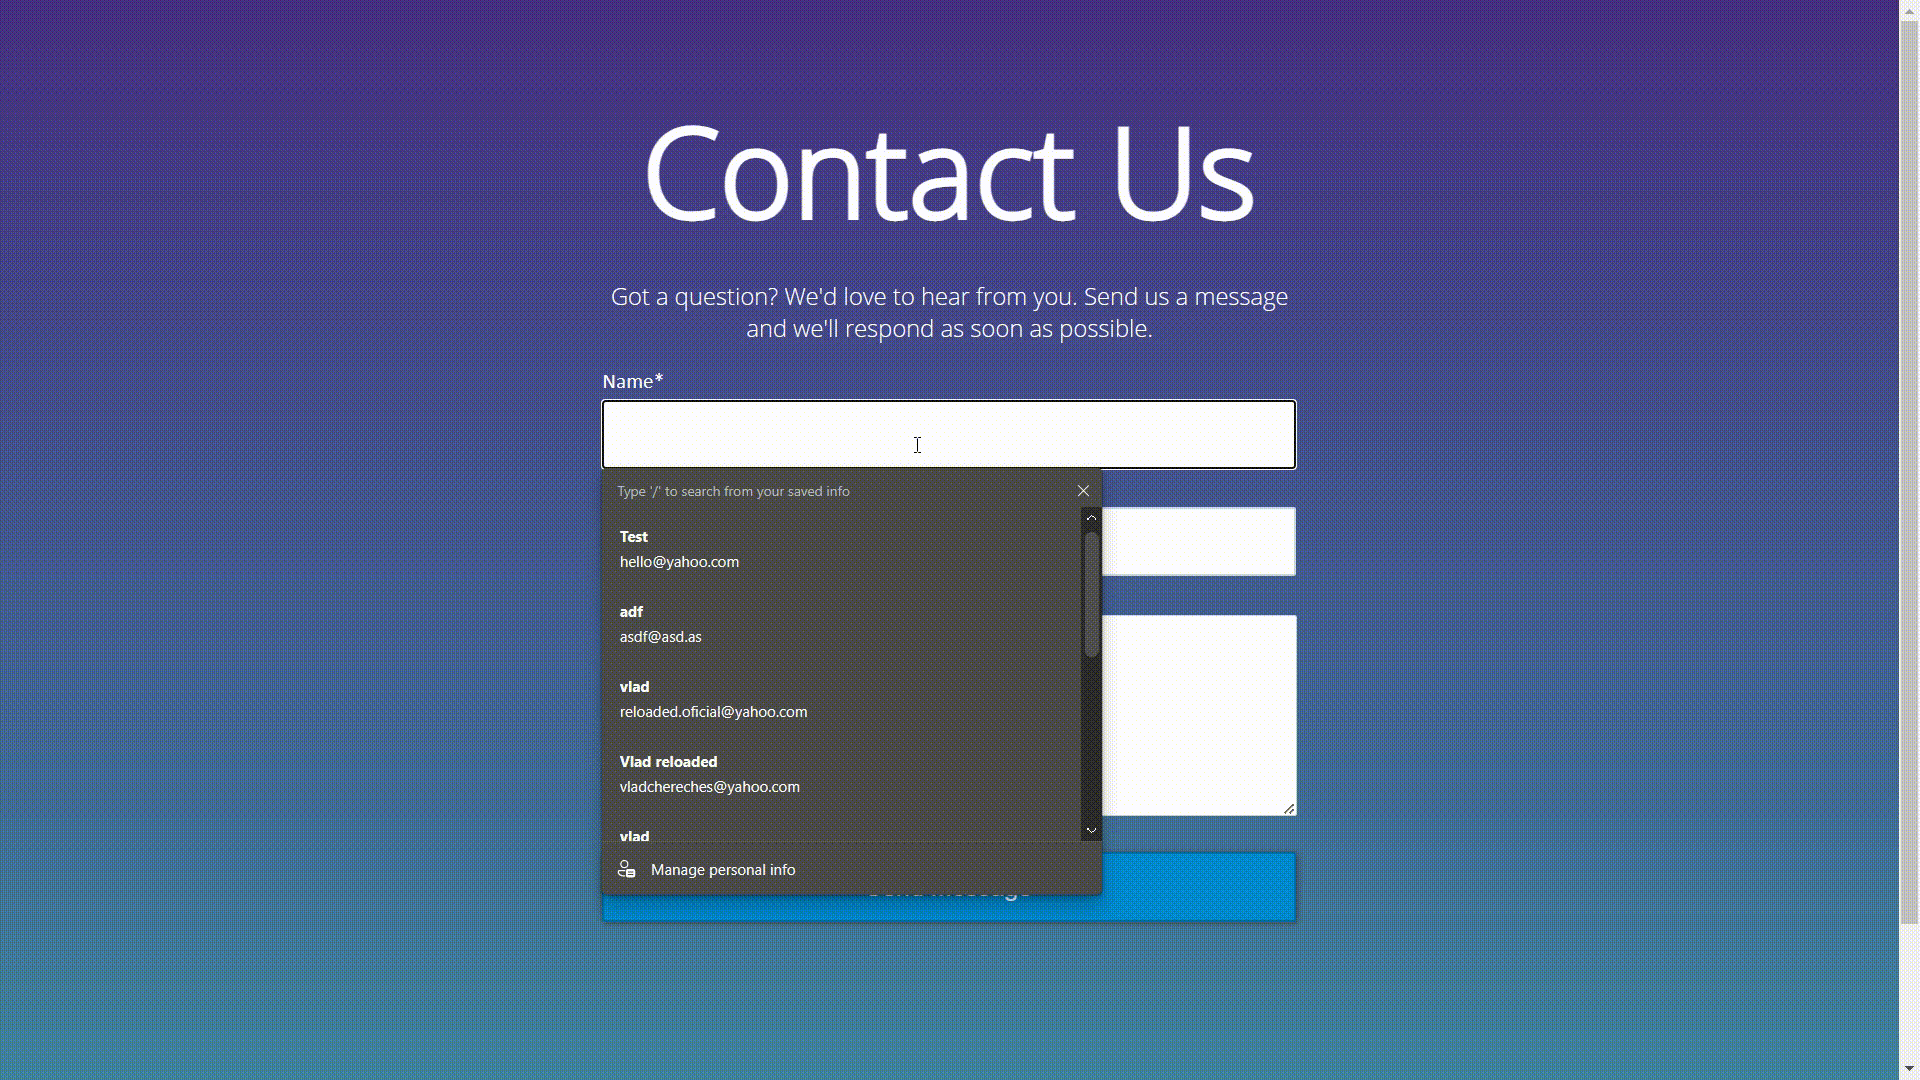 Contact Us
Got a question? We'd love to hear from you. Send us a message
and we'll respond as soon as possible.
Name*
Type '/' to search from your saved info
Test
hello@yahoo.com
adf
asdf@asd.as
vlad
reloaded.oficial@yahoo.com
Vlad reloaded
vladchereches@yahoo.com
vlad
Manage personal info